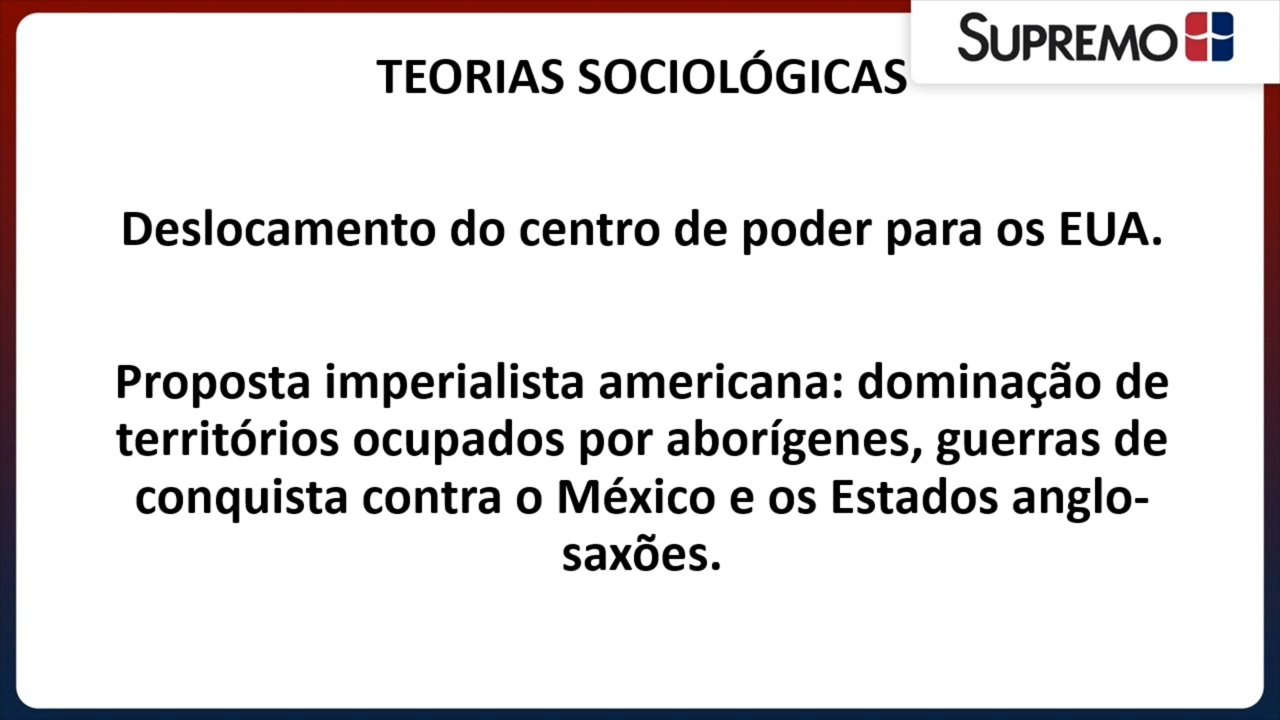 SUPREMO
TEORIAS SOCIOLÓGICAS
Deslocamento do centro de poder para os EUA.
Proposta imperialista americana: dominação de
territórios ocupados por aborígenes, guerras de
conquista contra o México e os Estados anglo-
saxões.